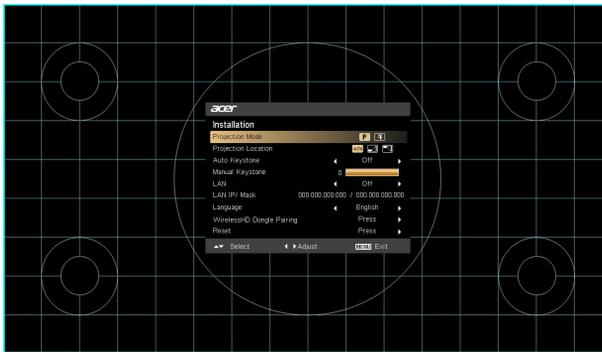 acer
Installation
Projection Mode F
Projection Location
Auto Keystone Off
Manual Keystone 0
LAN Off
LAN IP/ Mask 000.000.000.000 / 000.000.000.000
Language English
WirelessHD Dongle Pairing Press
Reset Press
Select Adjust MENU Exit